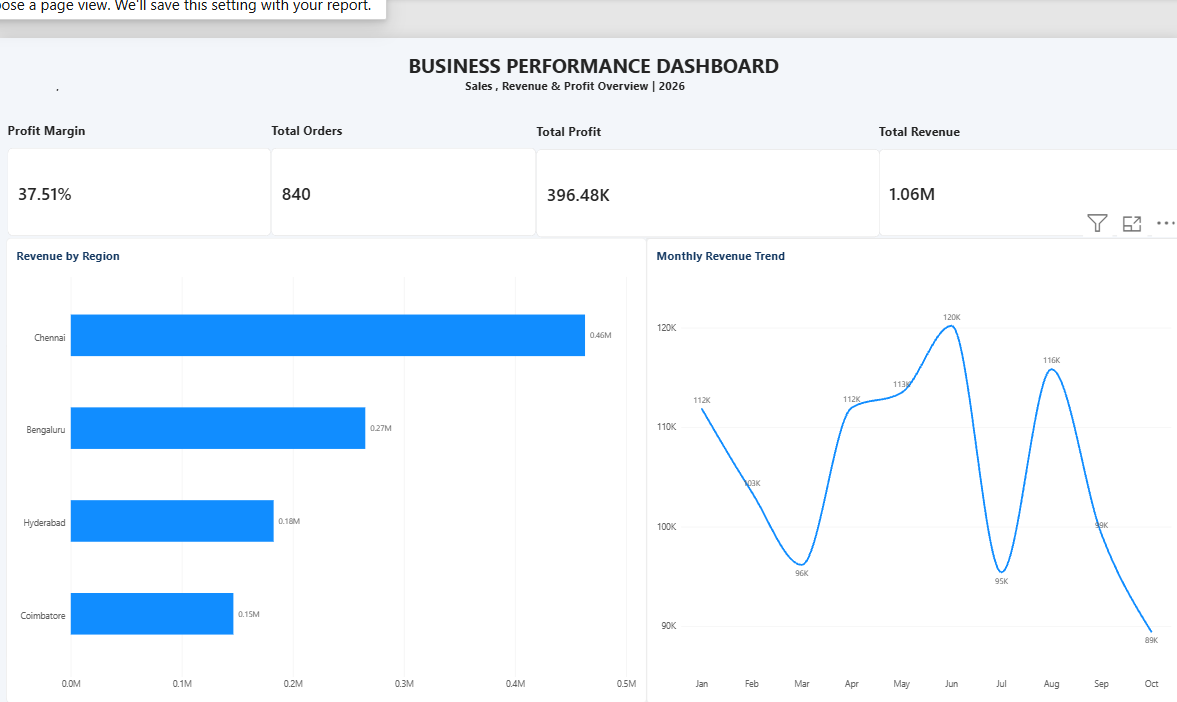 ose a page view. We'll save this setting with your report.
BUSINESS PERFORMANCE DASHBOARD
Sales , Revenue & Profit Overview | 2026
.
Profit Margin
Total Orders
Total Profit
Total Revenue
37.51%
840
396.48K
1.06M
Revenue by Region
Chennai
0.46M
Bengaluru
0.27M
Hyderabad
0.18M
Coimbatore
0.15M
0.0M 0.1M 0.2M 0.3M 0.4M 0.5M
Monthly Revenue Trend
120K
110K
100K
90K
112K
103K
96K
112K
113K
120K
95K
116K
99K
89K
Jan Feb Mar Apr May Jun Jul Aug Sep Oct